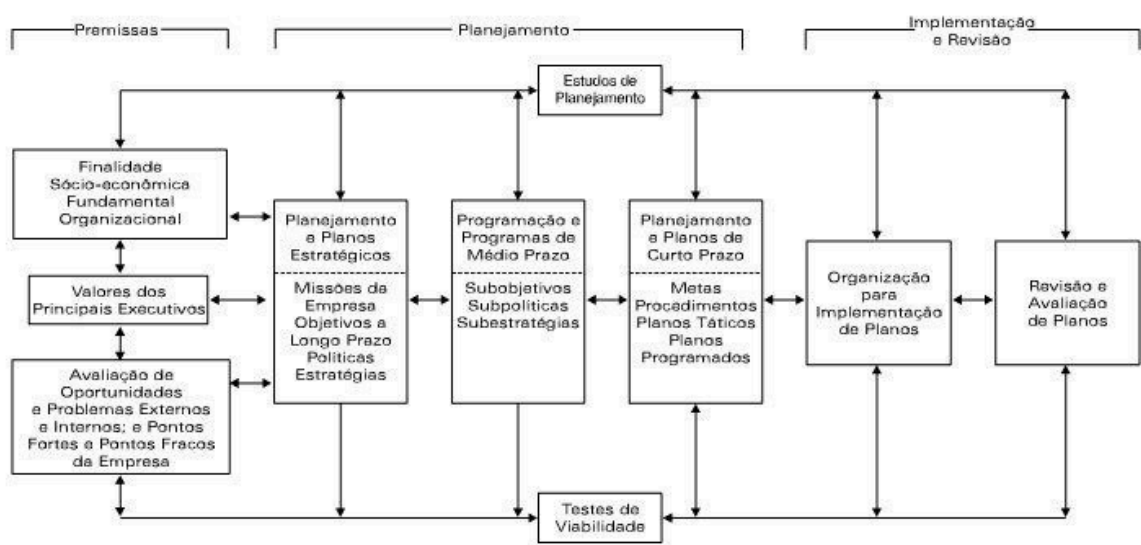 Premissas
Planejamento
Implementação
e Revisão
Estudos de
Planejamento
Finalidade
Sócio-econômica
Fundamental
Organizacional
Valores dos
Principais Executivos
Avaliação de
Oportunidades
e Problemas Externos
e Internos; e Pontos
Fortes e Pontos Fracos
da Empresa
Planejamento
e Planos
Estratégicos
Missões da
Empresa
Objetivos a
Longo Prazo
Políticas
Estratégias
Programação e
Programas de
Médio Prazo
Subobjetivos
Subpolíticas
Subestratégias
Planejamento
e Planos de
Curto Prazo
Metas
Procedimentos
Planos Táticos
Planos
Programados
Organização
para
Implementação
de Planos
Revisão e
Avaliação
de Planos
Testes de
Viabilidade